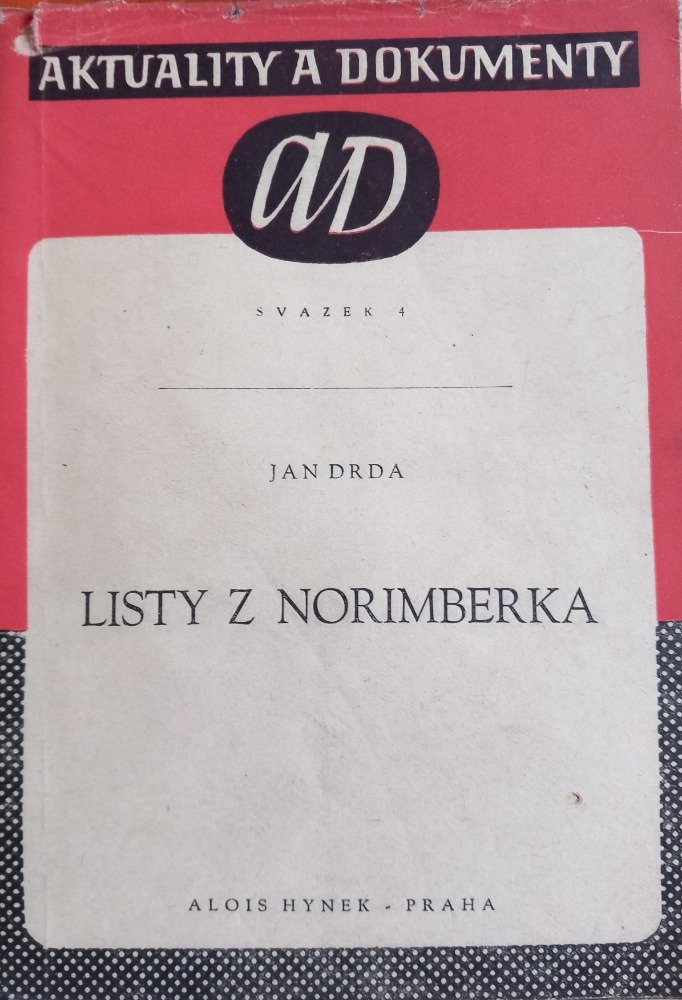 AKTUALITY A DOKUMENTY
AD
SVAZEK 4
JAN DRDA
LISTY Z NORIMBERKA
ALOIS HYNEK - PRAHA